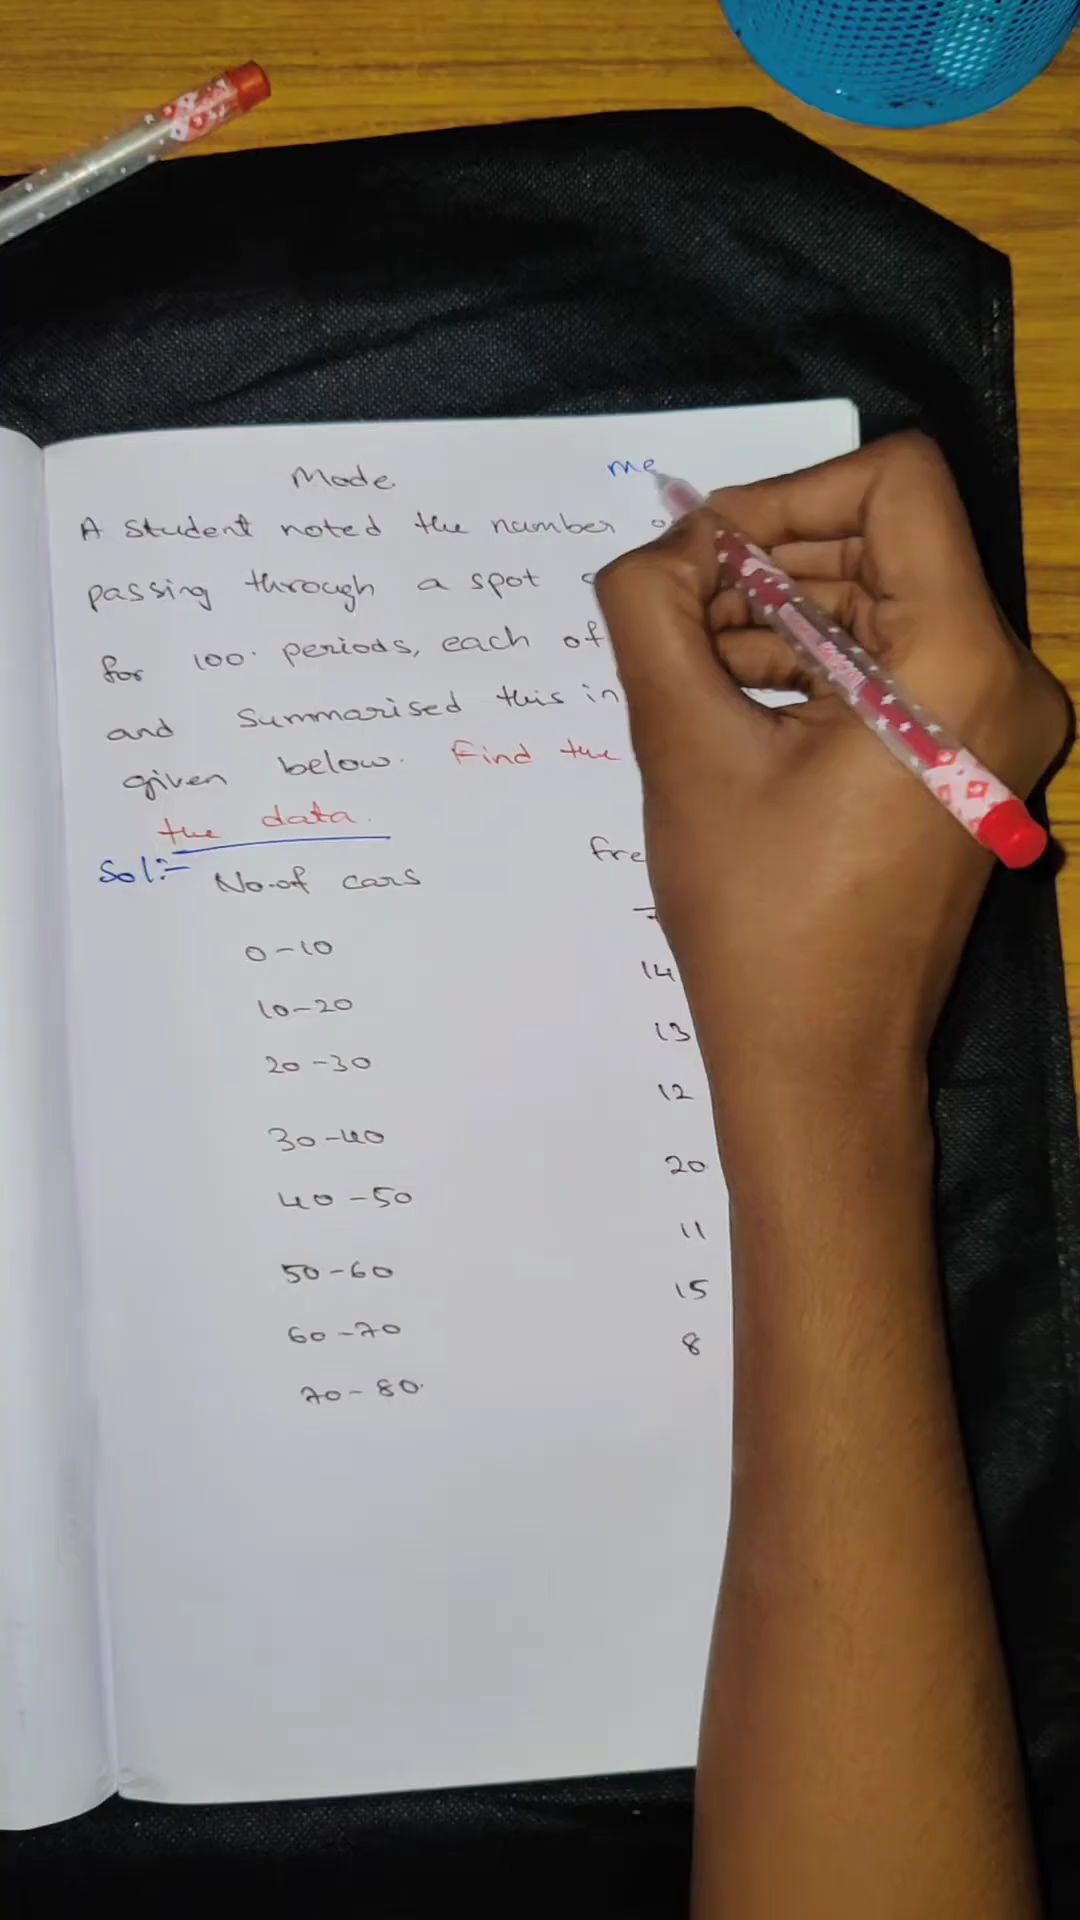 Mode me
A student noted the number
passing through a spot
for 100 periods, each of
and summarised this in
given below. Find the
the data.
Sol:- No.of cars fre
0-10
10-20 14
20-30 13
30-40 12
40-50 20
50-60 11
60-70 15
70-80 8